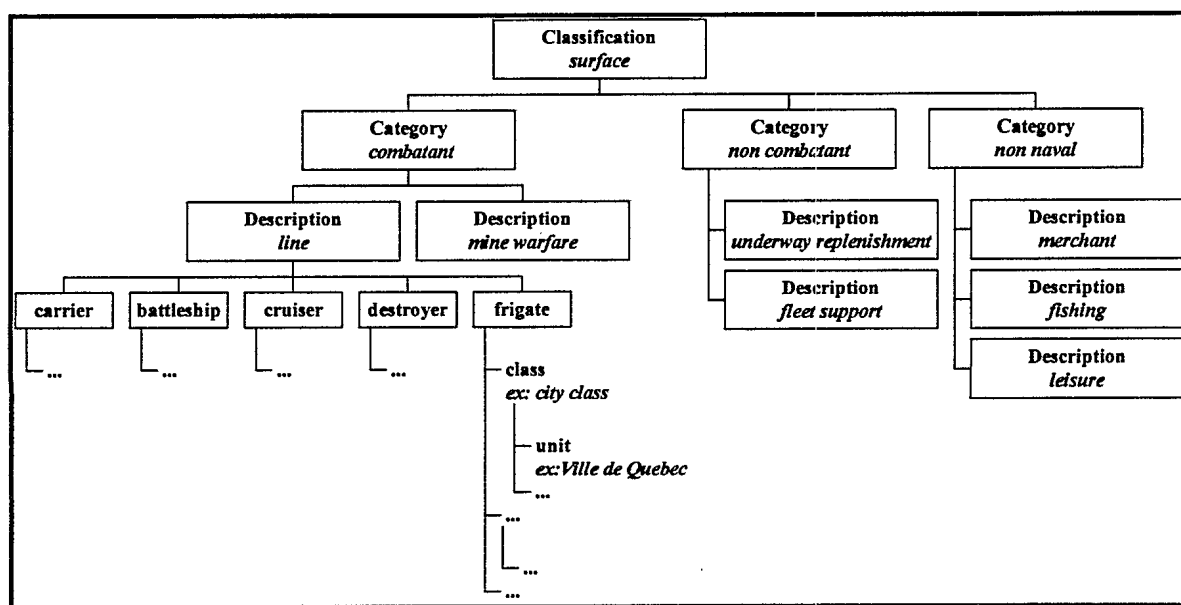 Classification
surface
Category
combatant
Category
non combatant
Category
non naval
Description
line
Description
mine warfare
Description
underway replenishment
Description
merchant
carrier
battleship
cruiser
destroyer
frigate
Description
fleet support
Description
fishing
...
...
...
...
class
ex: city class
Description
leisure
unit
ex:Ville de Quebec
...
...
...
...